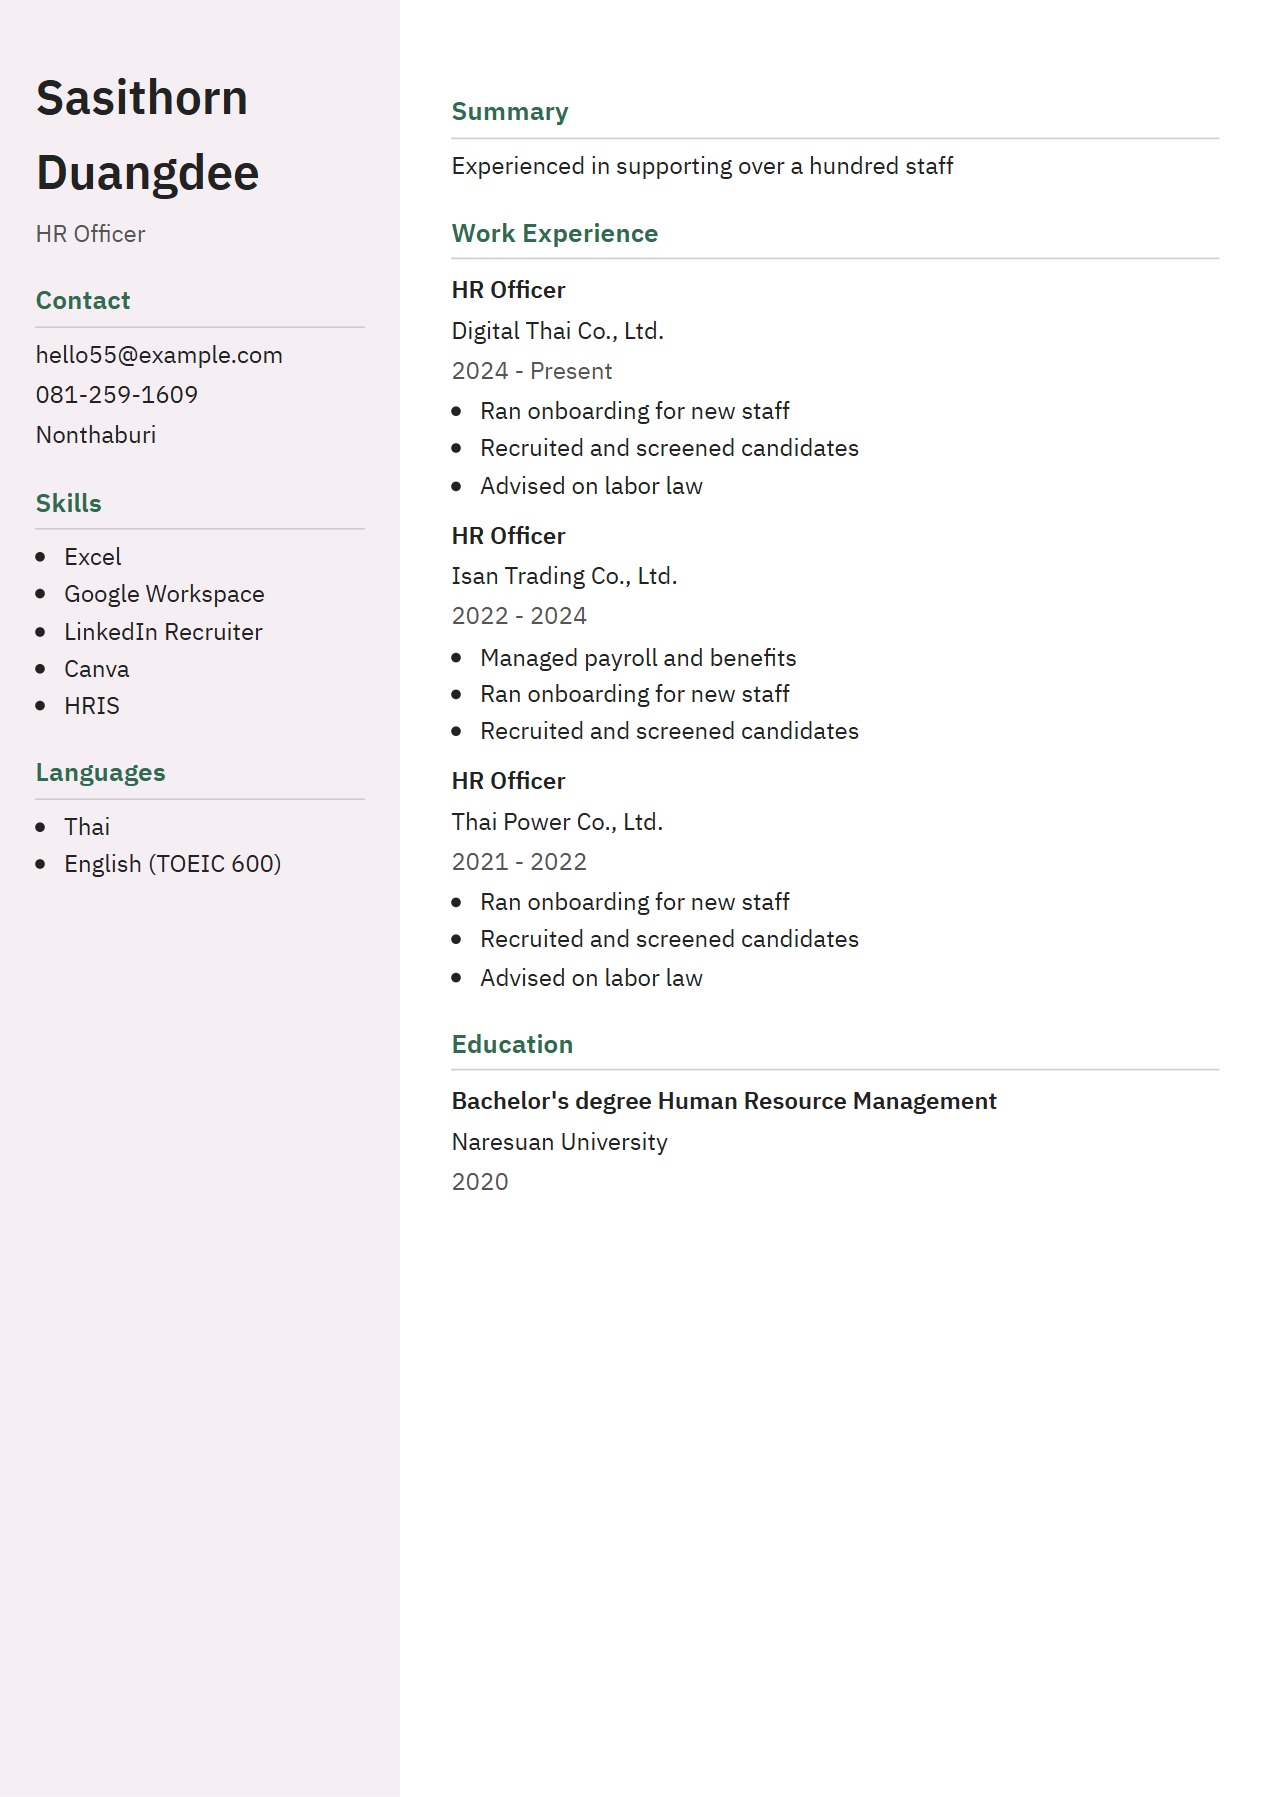 Sasithorn
Duangdee
HR Officer
Contact
hello55@example.com
081-259-1609
Nonthaburi
Skills
Excel
Google Workspace
LinkedIn Recruiter
Canva
HRIS
Languages
Thai
English (TOEIC 600)
Summary
Experienced in supporting over a hundred staff
Work Experience
HR Officer
Digital Thai Co., Ltd.
2024 - Present
Ran onboarding for new staff
Recruited and screened candidates
Advised on labor law
HR Officer
Isan Trading Co., Ltd.
2022 - 2024
Managed payroll and benefits
Ran onboarding for new staff
Recruited and screened candidates
HR Officer
Thai Power Co., Ltd.
2021 - 2022
Ran onboarding for new staff
Recruited and screened candidates
Advised on labor law
Education
Bachelor's degree Human Resource Management
Naresuan University
2020